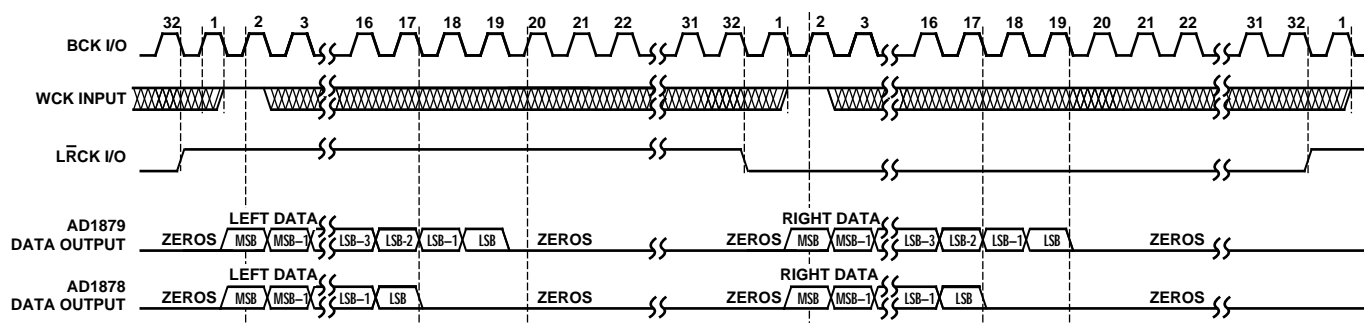 32 1 2 3 16 17 18 19 20 21 22 31 32 1 2 3 16 17 18 19 20 21 22 31 32 1
BCK I/O
WCK INPUT
LR̅CK I/O
LEFT DATA RIGHT DATA
AD1879
DATA OUTPUT
ZEROS MSB MSB–1 LSB–3 LSB-2 LSB–1 LSB ZEROS ZEROS MSB MSB–1 LSB–3 LSB-2 LSB–1 LSB ZEROS
LEFT DATA RIGHT DATA
AD1878
DATA OUTPUT
ZEROS MSB MSB–1 LSB–1 LSB ZEROS ZEROS MSB MSB–1 LSB–1 LSB ZEROS